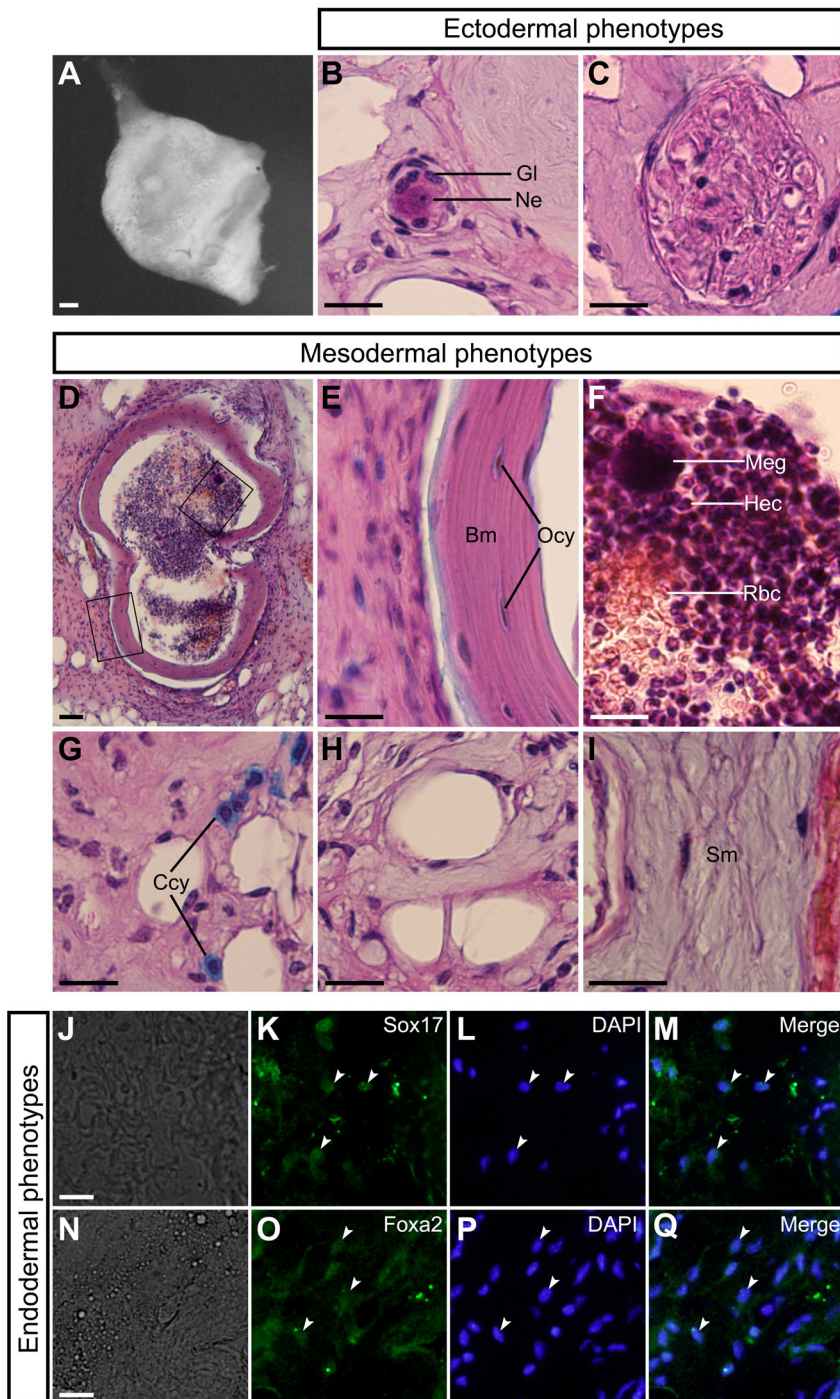 Ectodermal phenotypes
A
B
C
Gl
Ne
Mesodermal phenotypes
D
E
F
Bm
Ocy
Meg
Hec
Rbc
G
H
I
Ccy
Sm
Endodermal phenotypes
J
K
Sox17
L
DAPI
M
Merge
N
O
Foxa2
P
DAPI
Q
Merge